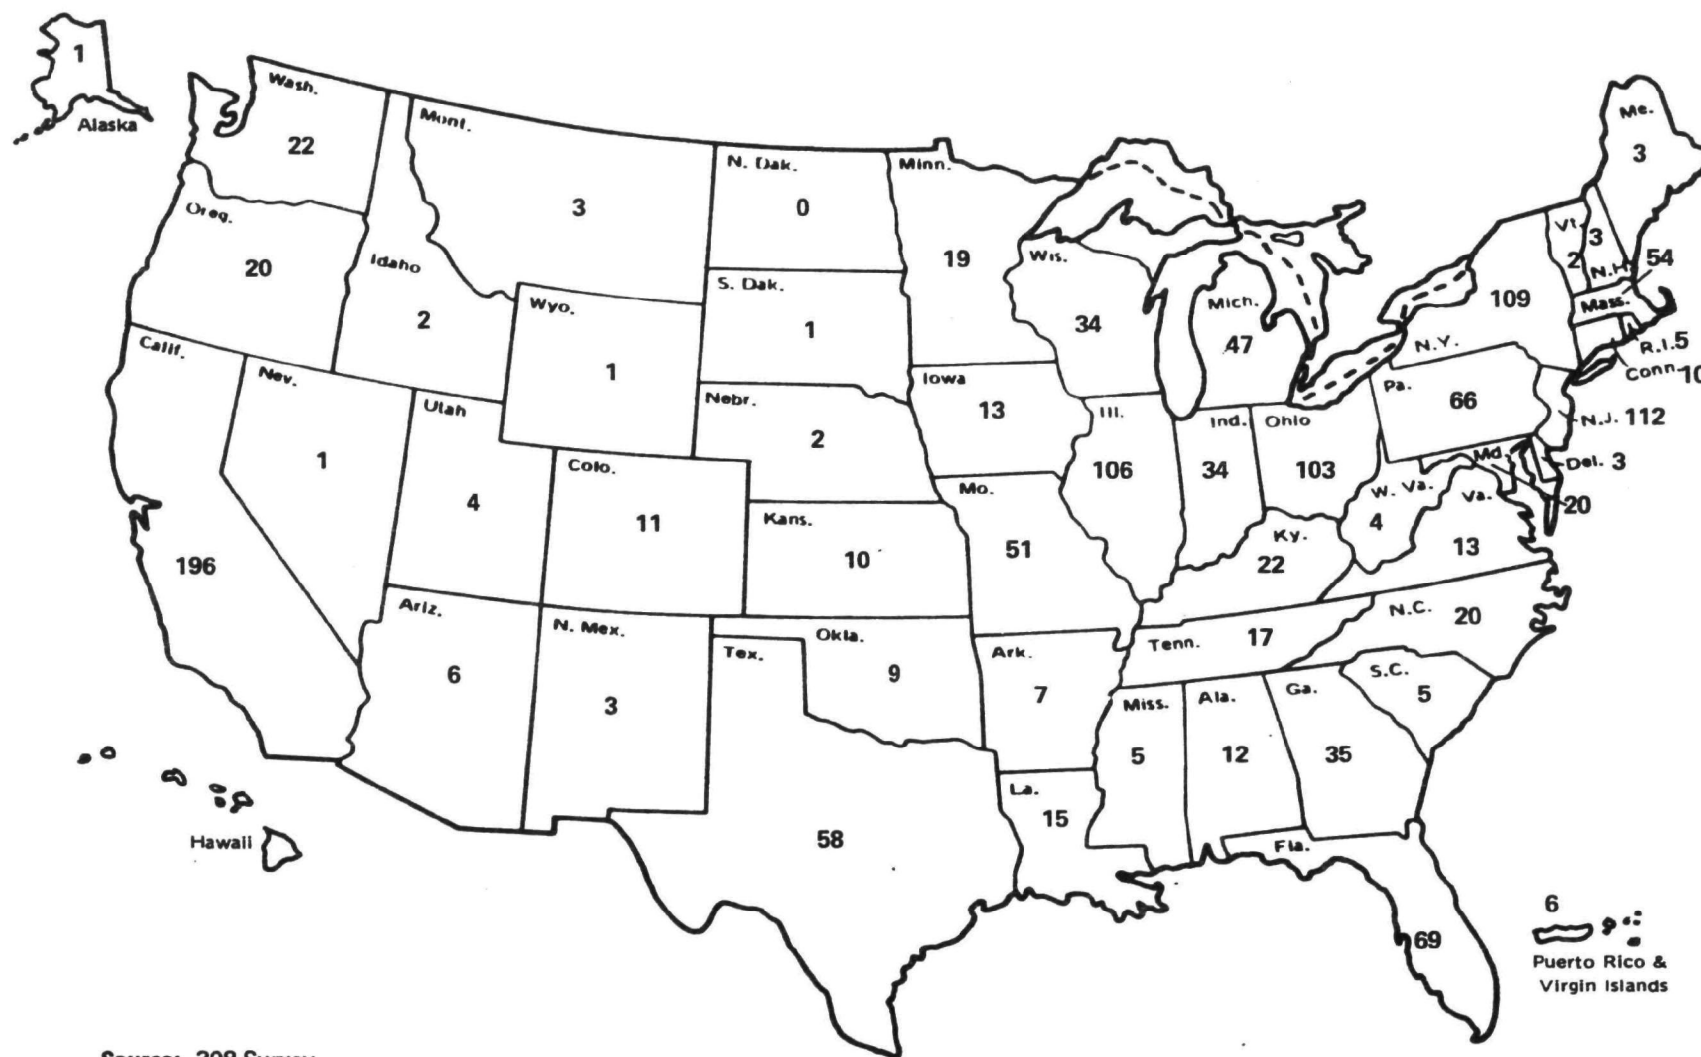 1
Alaska
Wash.
22
Mont.
3
N. Dak.
0
Minn.
19
Me.
3
Oreg.
20
Idaho
2
Wyo.
1
S. Dak.
1
Wis.
34
Mich.
47
Vt.
2
3
N.H.
54
Mass.
109
N.Y.
R.I. 5
Conn. 10
Calif.
196
Nev.
1
Utah
4
Colo.
11
Nebr.
2
Iowa
13
Ill.
106
Ind.
34
Ohio
103
Pa.
66
N.J. 112
Md.
20
Del. 3
W. Va.
4
Va.
13
Kans.
10
Mo.
51
Ky.
22
Ariz.
6
N. Mex.
3
Okla.
9
Tex.
58
Ark.
7
Tenn.
17
N.C.
20
S.C.
5
Miss.
5
Ala.
12
Ga.
35
La.
15
Fla.
69
Hawaii
6
Puerto Rico &
Virgin Islands
Source: 308 Survey